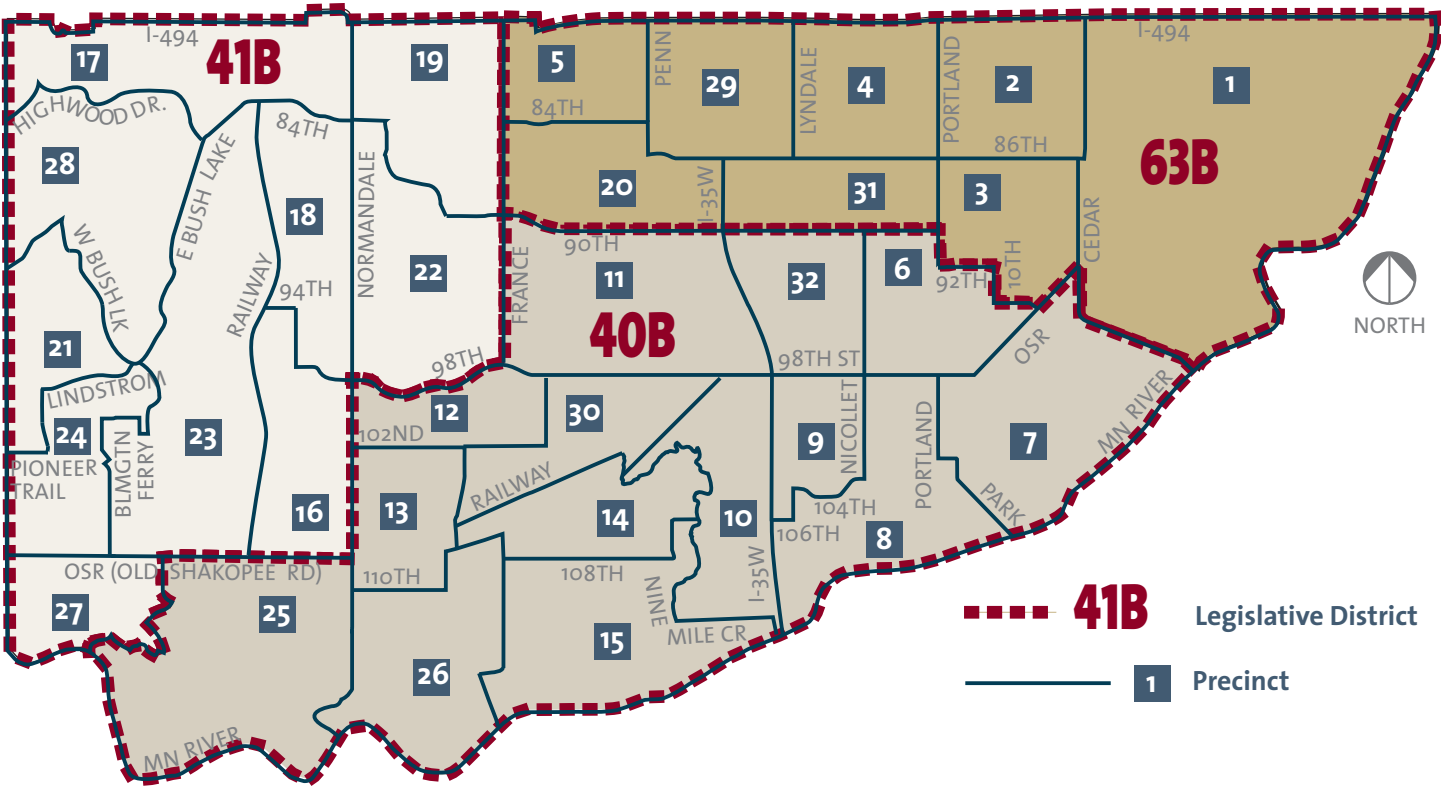 I-494
41B
17
19
5
PENN
29
LYNDALE
4
PORTLAND
2
I-494
1
HIGHWOOD DR.
84TH
84TH
86TH
63B
28
E BUSH LAKE
18
NORMANDALE
20
I-35W
31
3
W BUSH LK
RAILWAY
94TH
22
FRANCE
90TH
11
32
6
92TH
10TH
CEDAR
NORTH
21
40B
98TH
98TH ST
OSR
LINDSTROM
24
23
PIONEER
TRAIL
BLMGTN
FERRY
16
12
102ND
30
9
NICOLLET
PORTLAND
7
MN RIVER
13
RAILWAY
14
10
104TH
106TH
8
PARK
OSR (OLD SHAKOPEE RD)
110TH
108TH
NINE
MILE CR
I-35W
27
25
15
26
MN RIVER
41B Legislative District
1 Precinct